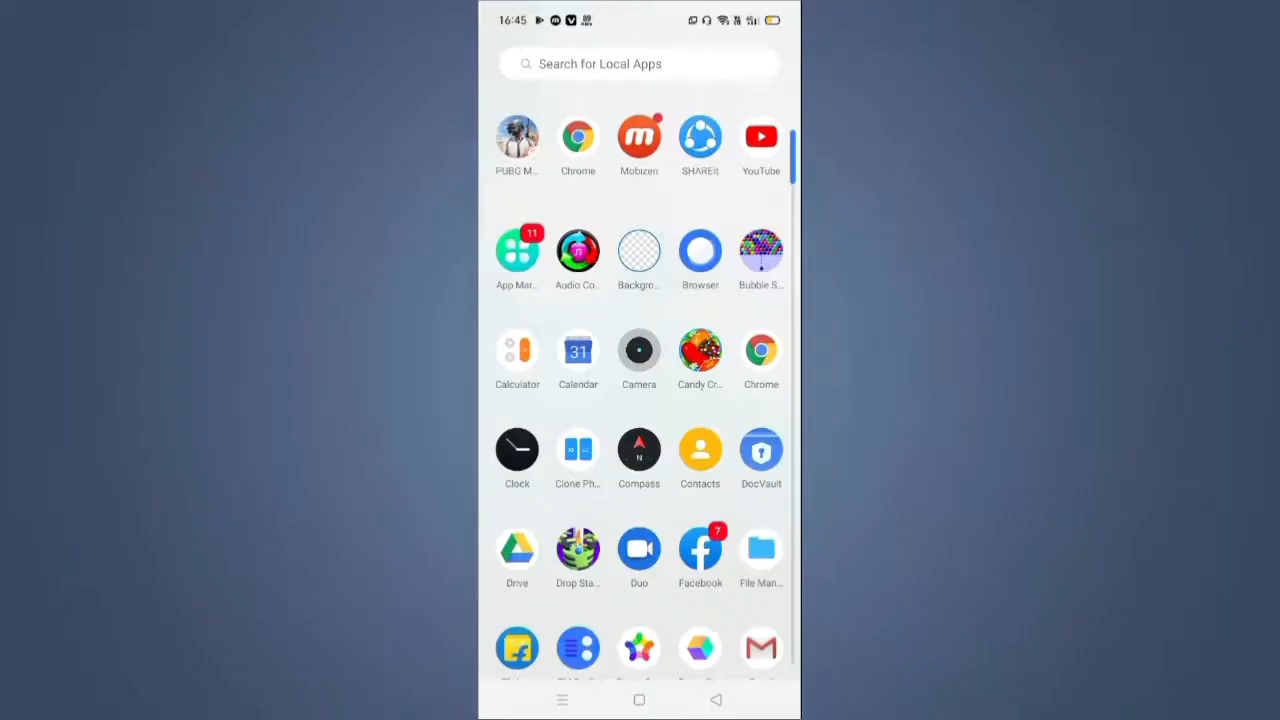 16:45
Search for Local Apps
PUBG M... Chrome Mobizen SHAREit YouTube
11
App Mar... Audio Co... Backgro... Browser Bubble S...
31
Calculator Calendar Camera Candy Cr... Chrome
N
Clock Clone Ph... Compass Contacts DocVault
7
Drive Drop Sta... Duo Facebook File Man...